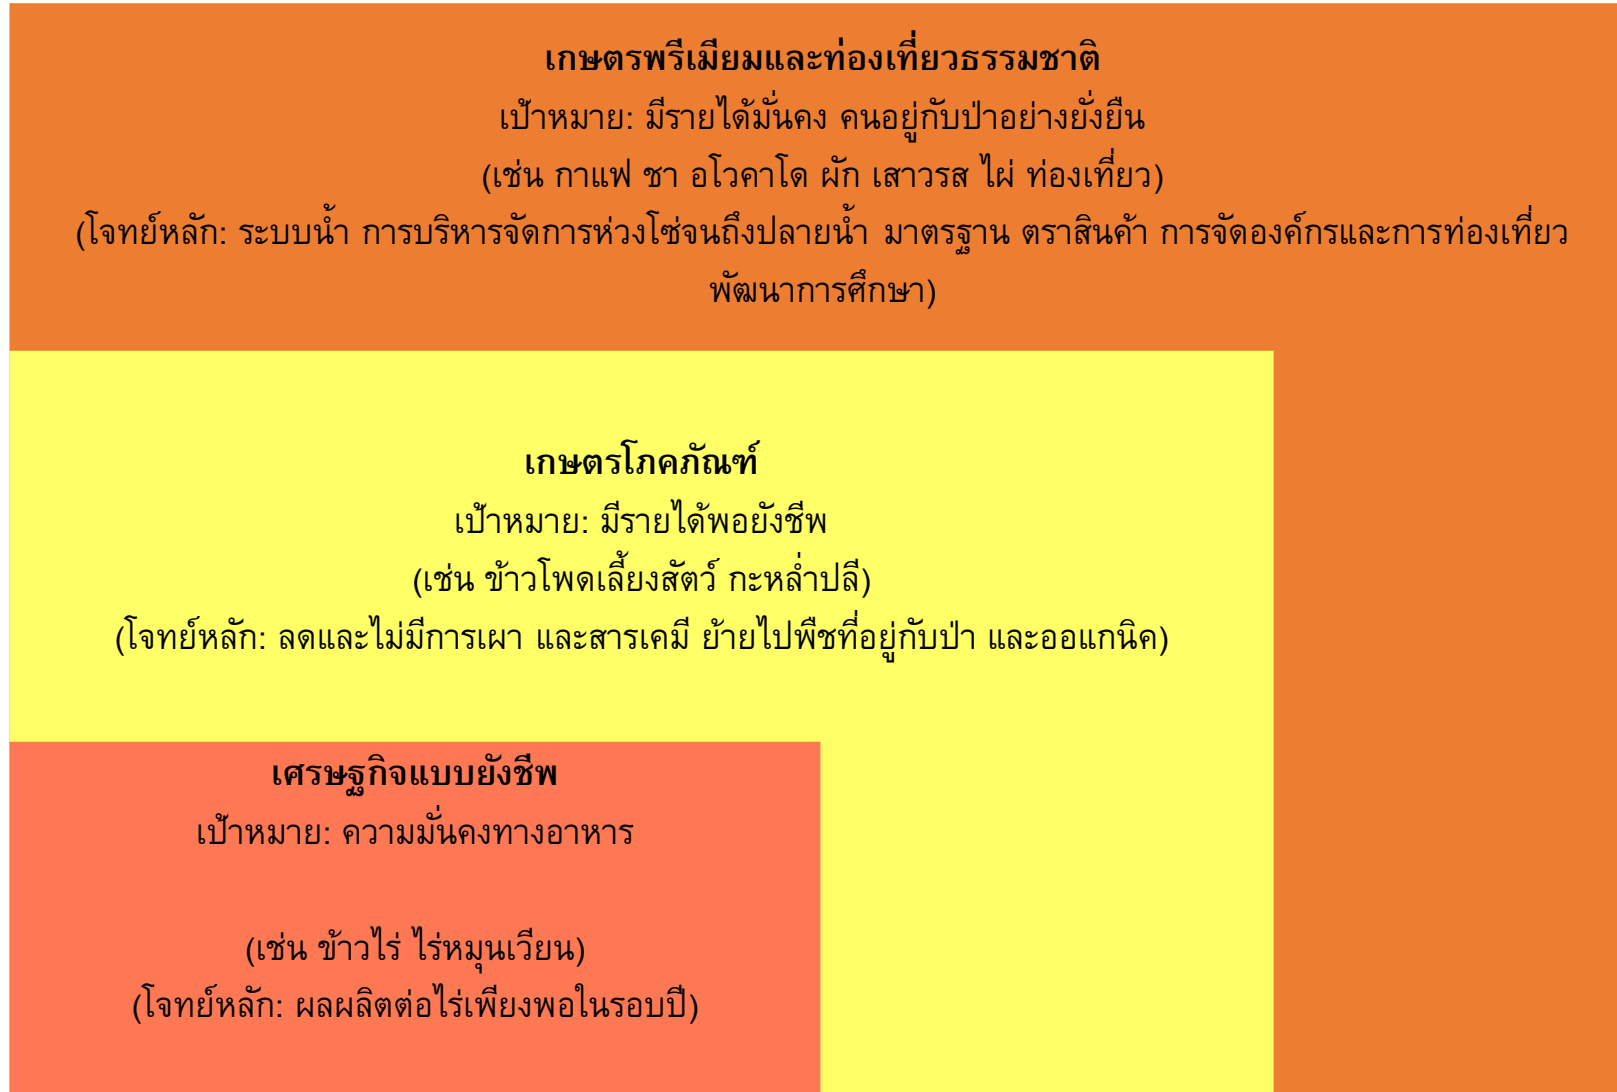 เกษตรพรีเมียมและท่องเที่ยวธรรมชาติ
เป้าหมาย: มีรายได้มั่นคง คนอยู่กับป่าอย่างยั่งยืน
(เช่น กาแฟ ชา อโวคาโด ผัก เสาวรส ไผ่ ท่องเที่ยว)
(โจทย์หลัก: ระบบน้ำ การบริหารจัดการห่วงโซ่จนถึงปลายน้ำ มาตรฐาน ตราสินค้า การจัดองค์กรและการท่องเที่ยว
พัฒนาการศึกษา)
เกษตรโภคภัณฑ์
เป้าหมาย: มีรายได้พอยังชีพ
(เช่น ข้าวโพดเลี้ยงสัตว์ กะหล่ำปลี)
(โจทย์หลัก: ลดและไม่มีการเผา และสารเคมี ย้ายไปพืชที่อยู่กับป่า และออแกนิค)
เศรษฐกิจแบบยังชีพ
เป้าหมาย: ความมั่นคงทางอาหาร
(เช่น ข้าวไร่ ไร่หมุนเวียน)
(โจทย์หลัก: ผลผลิตต่อไร่เพียงพอในรอบปี)